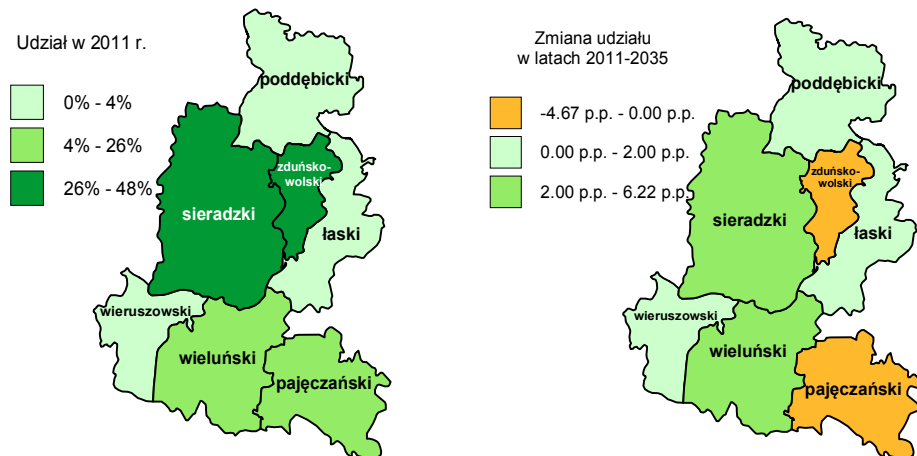 Udział w 2011 r.
0% - 4%
4% - 26%
26% - 48%
poddębicki
zduńsko-
wolski
sieradzki
łaski
wieruszowski
wieluński
pajęczański
Zmiana udziału
w latach 2011-2035
-4.67 p.p. - 0.00 p.p.
0.00 p.p. - 2.00 p.p.
2.00 p.p. - 6.22 p.p.
poddębicki
zduńsko-
wolski
sieradzki
łaski
wieruszowski
wieluński
pajęczański